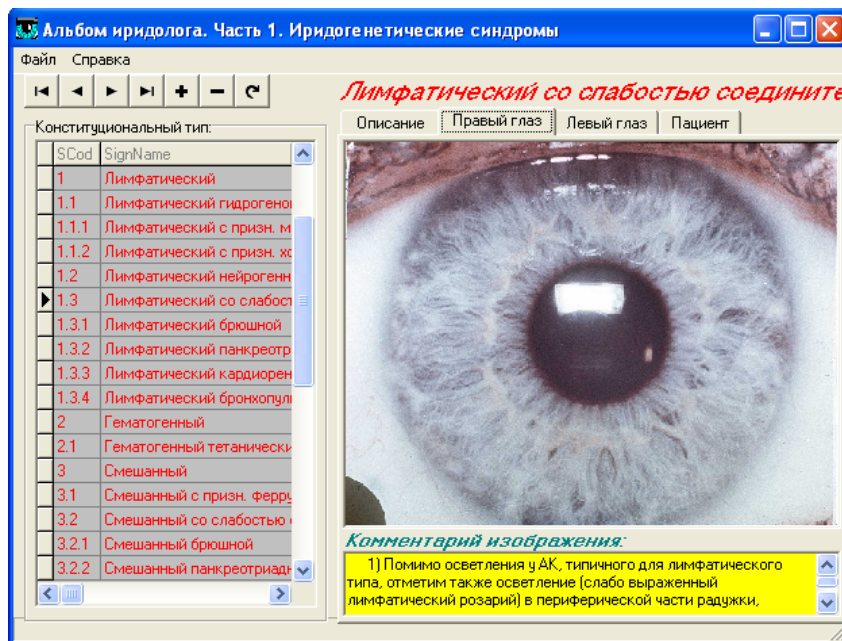 Альбом иридолога. Часть 1. Иридогенетические синдромы
Файл Справка
Лимфатический со слабостью соедините
Конституциональный тип:
Описание Правый глаз Левый глаз Пациент
SCod SignName
1 Лимфатический
1.1 Лимфатический гидрогено
1.1.1 Лимфатический с призн. м
1.1.2 Лимфатический с призн. хо
1.2 Лимфатический нейрогенн
1.3 Лимфатический со слабост
1.3.1 Лимфатический брюшной
1.3.2 Лимфатический панкреотр
1.3.3 Лимфатический кардиорен
1.3.4 Лимфатический бронхопуль
2 Гематогенный
2.1 Гематогенный тетанически
3 Смешанный
3.1 Смешанный с призн. ферру
3.2 Смешанный со слабостью
3.2.1 Смешанный брюшной
3.2.2 Смешанный панкреотриадн
Комментарий изображения:
1) Помимо осветления у АК, типичного для лимфатического
типа, отметим также осветление (слабо выраженный
лимфатический розарий) в периферической части радужки,